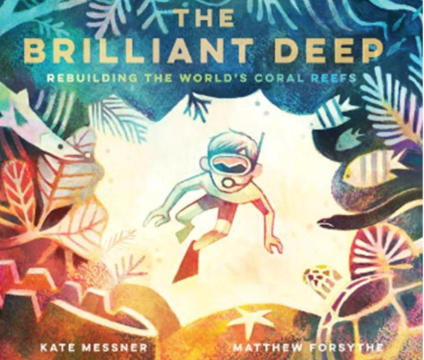 THE
BRILLIANT DEEP
REBUILDING THE WORLD'S CORAL REEFS
KATE MESSNER MATTHEW FORSYTHE